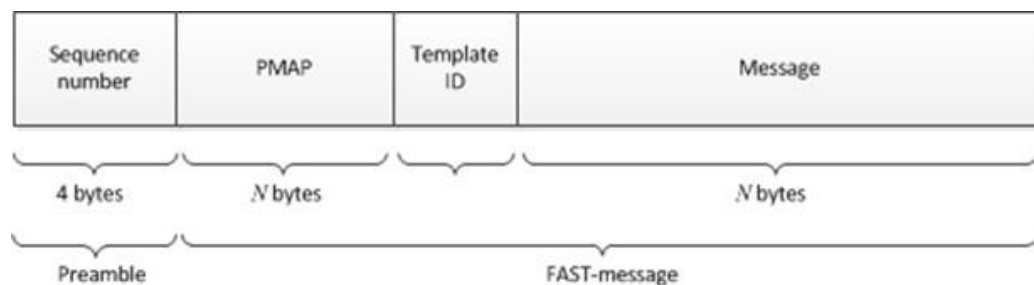 Sequence
number
PMAP
Template
ID
Message
4 bytes
N bytes
N bytes
Preamble
FAST-message